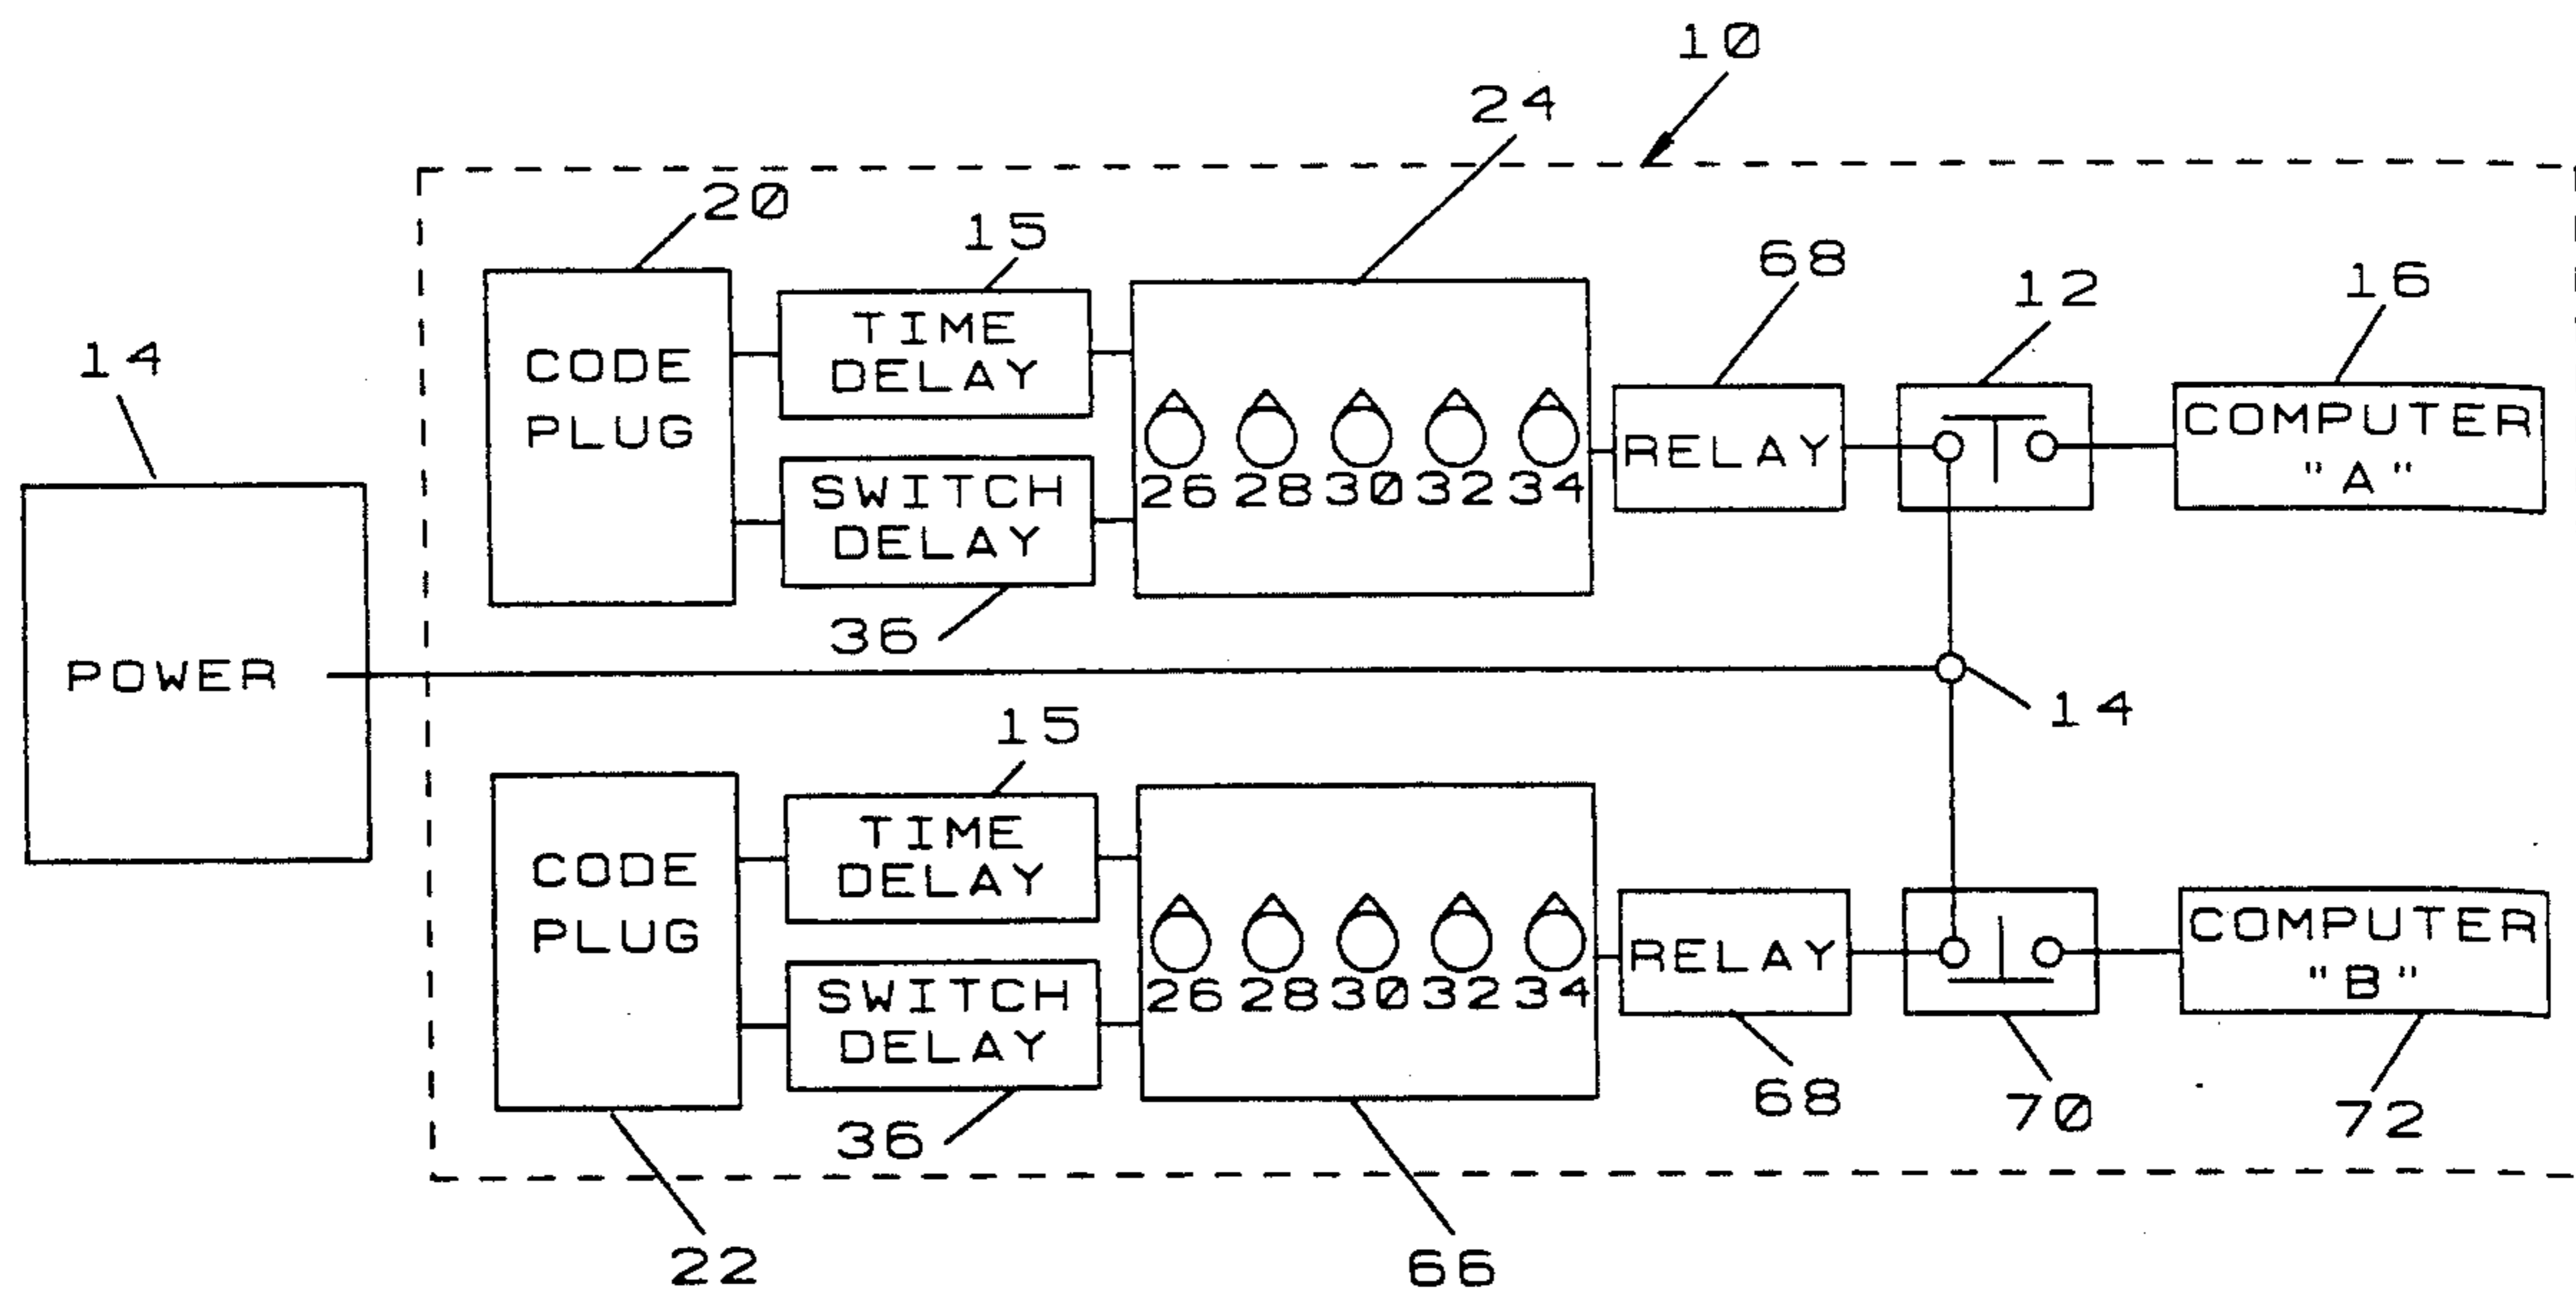 10
24
20
15
68
12
16
14
CODE
PLUG
TIME
DELAY
SWITCH
DELAY
26 28 30 32 34
RELAY
COMPUTER
"A"
36
POWER
14
15
CODE
PLUG
TIME
DELAY
SWITCH
DELAY
26 28 30 32 34
RELAY
COMPUTER
"B"
36
68
70
72
22
66